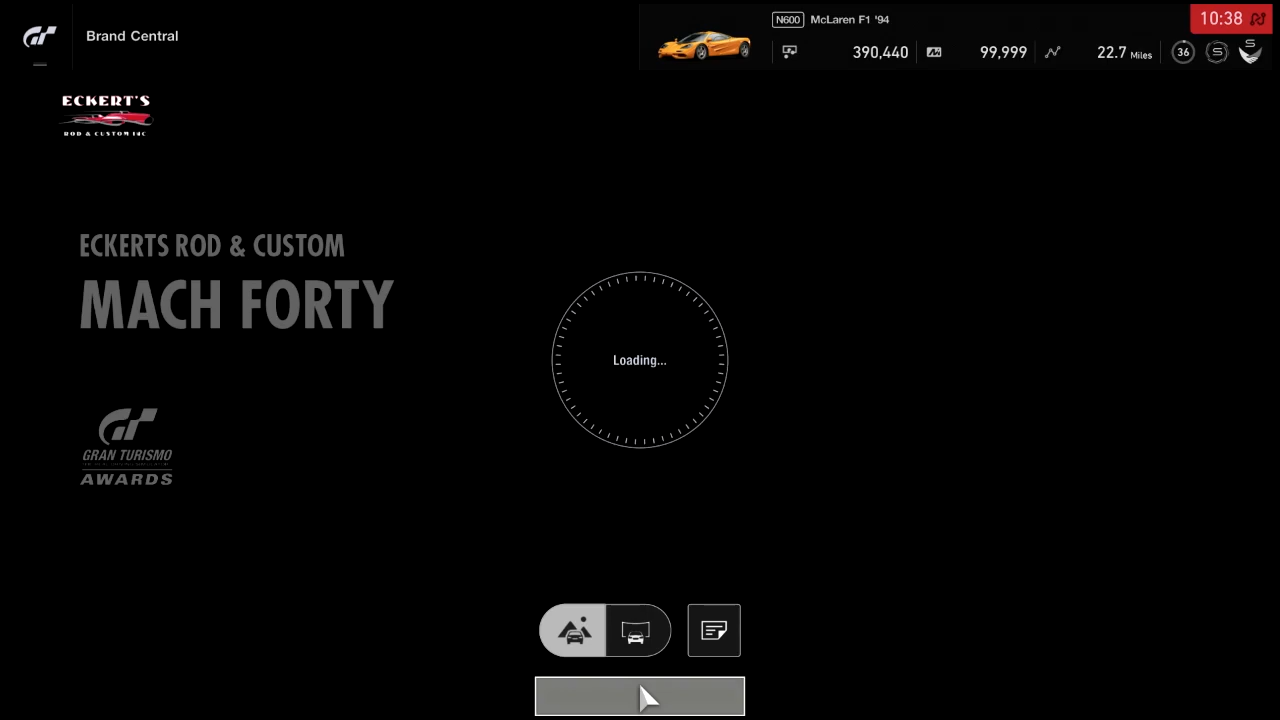 Brand Central
N600 McLaren F1 '94
10:38
390,440
99,999
22.7 Miles
36
S
S
ECKERT'S
ROD & CUSTOM INC
ECKERTS ROD & CUSTOM
MACH FORTY
Loading...
GRAN TURISMO
AWARDS